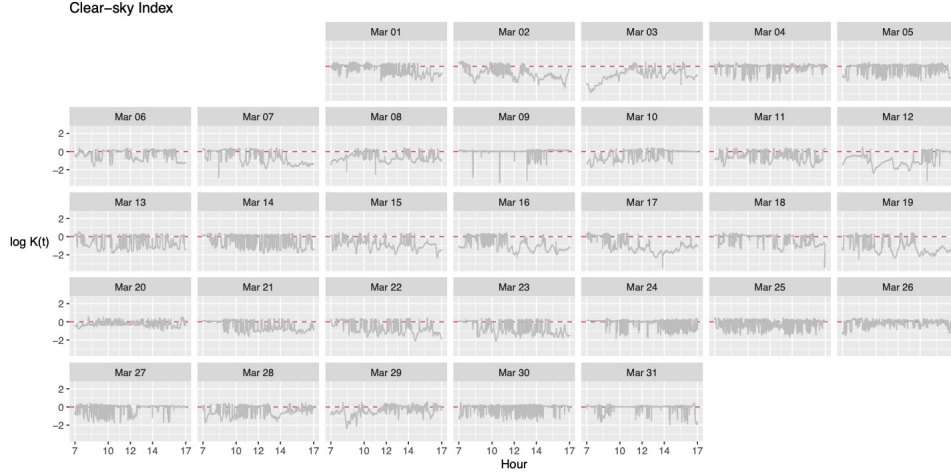 Clear-sky Index
Mar 01 Mar 02 Mar 03 Mar 04 Mar 05
Mar 06 Mar 07 Mar 08 Mar 09 Mar 10 Mar 11 Mar 12
2
0
−2
Mar 13 Mar 14 Mar 15 Mar 16 Mar 17 Mar 18 Mar 19
log K(t)
2
0
−2
Mar 20 Mar 21 Mar 22 Mar 23 Mar 24 Mar 25 Mar 26
2
0
−2
Mar 27 Mar 28 Mar 29 Mar 30 Mar 31
2
0
−2
7 10 12 14 17 7 10 12 14 17 7 10 12 14 17 7 10 12 14 17 7 10 12 14 17
Hour